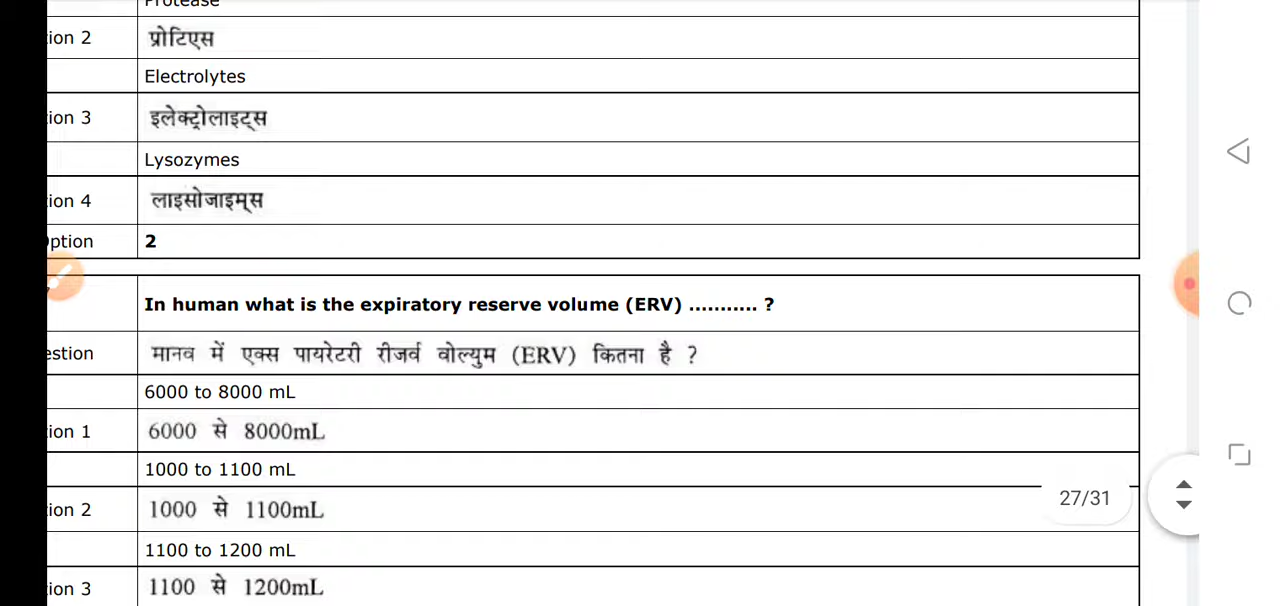 Protease
ion 2 प्रोटिएस
Electrolytes
ion 3 इलेक्ट्रोलाइट्स
Lysozymes
ion 4 लाइसोजाइम्स
ption 2
In human what is the expiratory reserve volume (ERV) ........... ?
estion मानव में एक्स पायरेटरी रीजर्व वोल्युम (ERV) कितना है ?
6000 to 8000 mL
ion 1 6000 से 8000mL
1000 to 1100 mL
ion 2 1000 से 1100mL
27/31
1100 to 1200 mL
ion 3 1100 से 1200mL